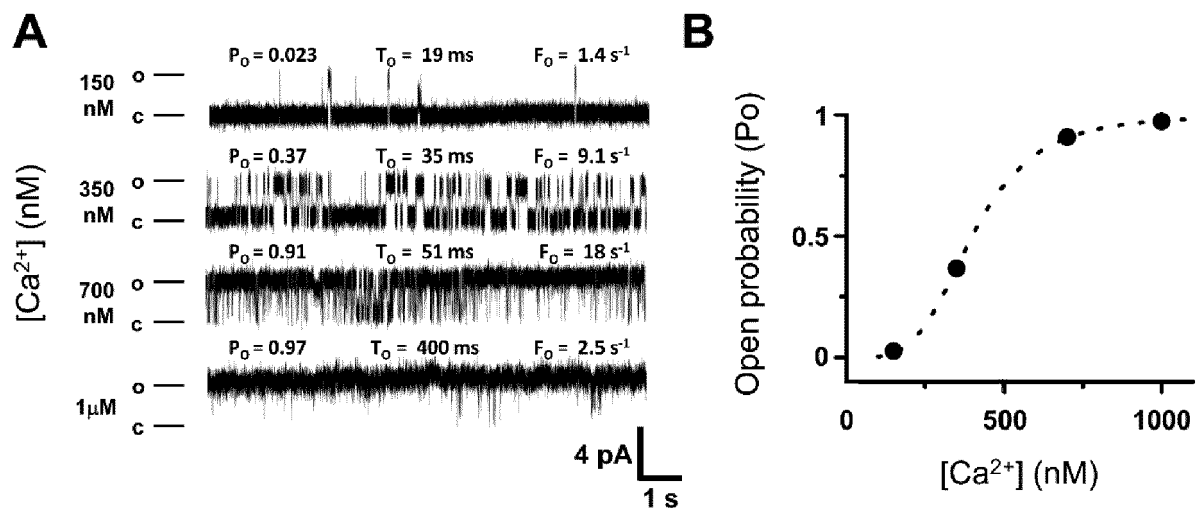 A
B
Pₒ = 0.023 Tₒ = 19 ms Fₒ = 1.4 s⁻¹
150 nM
o
c
Pₒ = 0.37 Tₒ = 35 ms Fₒ = 9.1 s⁻¹
350 nM
o
c
Pₒ = 0.91 Tₒ = 51 ms Fₒ = 18 s⁻¹
700 nM
o
c
Pₒ = 0.97 Tₒ = 400 ms Fₒ = 2.5 s⁻¹
1µM
o
c
[Ca²⁺] (nM)
4 pA
1 s
Open probability (Po)
1
0.5
0
0 500 1000
[Ca²⁺] (nM)